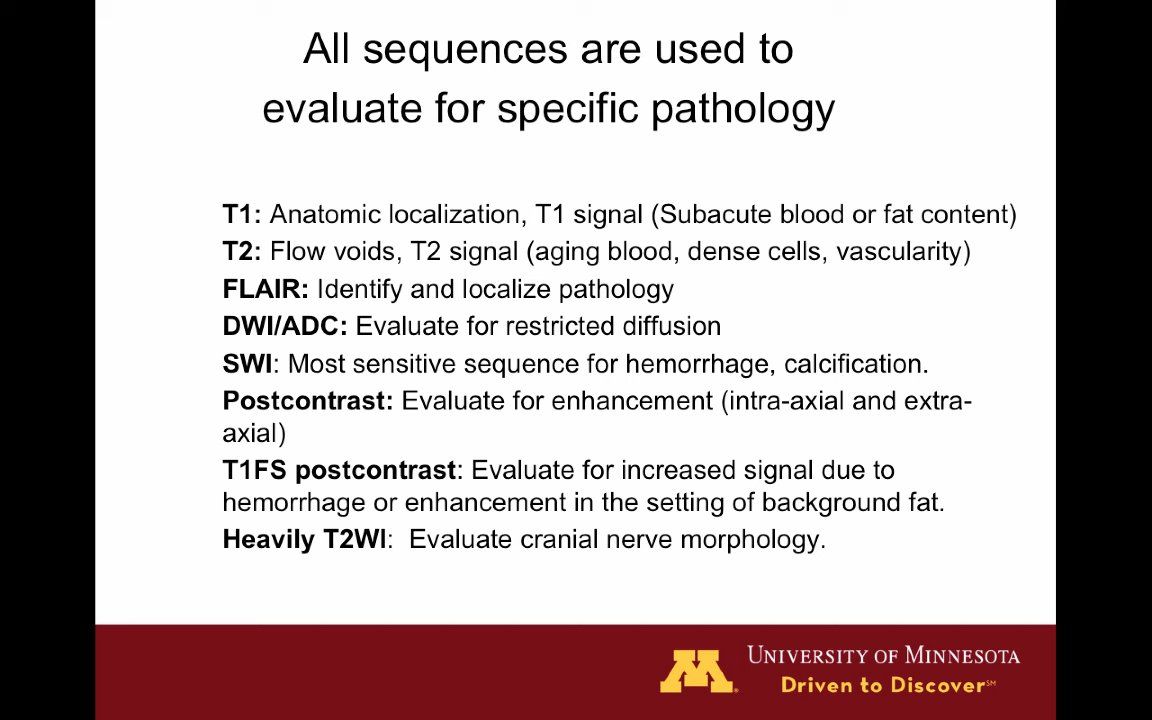 All sequences are used to
evaluate for specific pathology
T1: Anatomic localization, T1 signal (Subacute blood or fat content)
T2: Flow voids, T2 signal (aging blood, dense cells, vascularity)
FLAIR: Identify and localize pathology
DWI/ADC: Evaluate for restricted diffusion
SWI: Most sensitive sequence for hemorrhage, calcification.
Postcontrast: Evaluate for enhancement (intra-axial and extra-
axial)
T1FS postcontrast: Evaluate for increased signal due to
hemorrhage or enhancement in the setting of background fat.
Heavily T2WI:  Evaluate cranial nerve morphology.
M
UNIVERSITY OF MINNESOTA
Driven to Discover℠